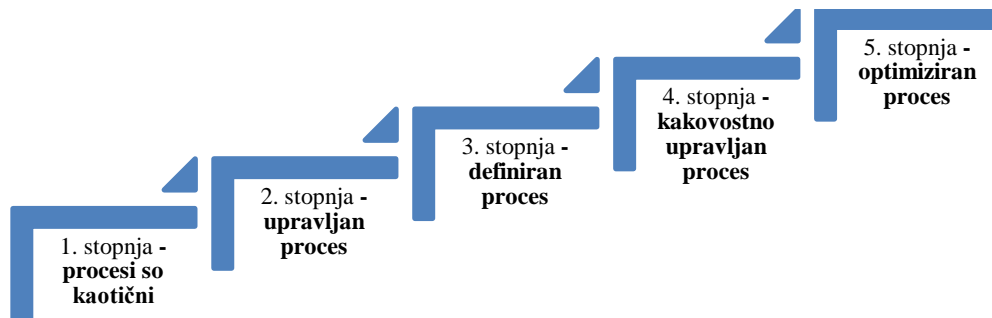 1. stopnja -
procesi so
kaotični
2. stopnja -
upravljan
proces
3. stopnja -
definiran
proces
4. stopnja -
kakovostno
upravljan
proces
5. stopnja -
optimiziran
proces